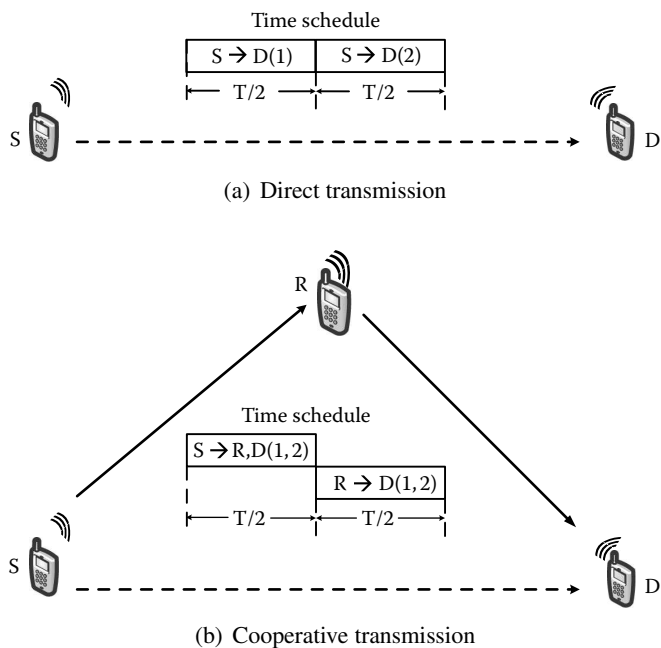 Time schedule
S → D(1) S → D(2)
T/2 T/2
S D
(a) Direct transmission
R
Time schedule
S → R,D(1,2)
R → D(1,2)
T/2 T/2
S D
(b) Cooperative transmission